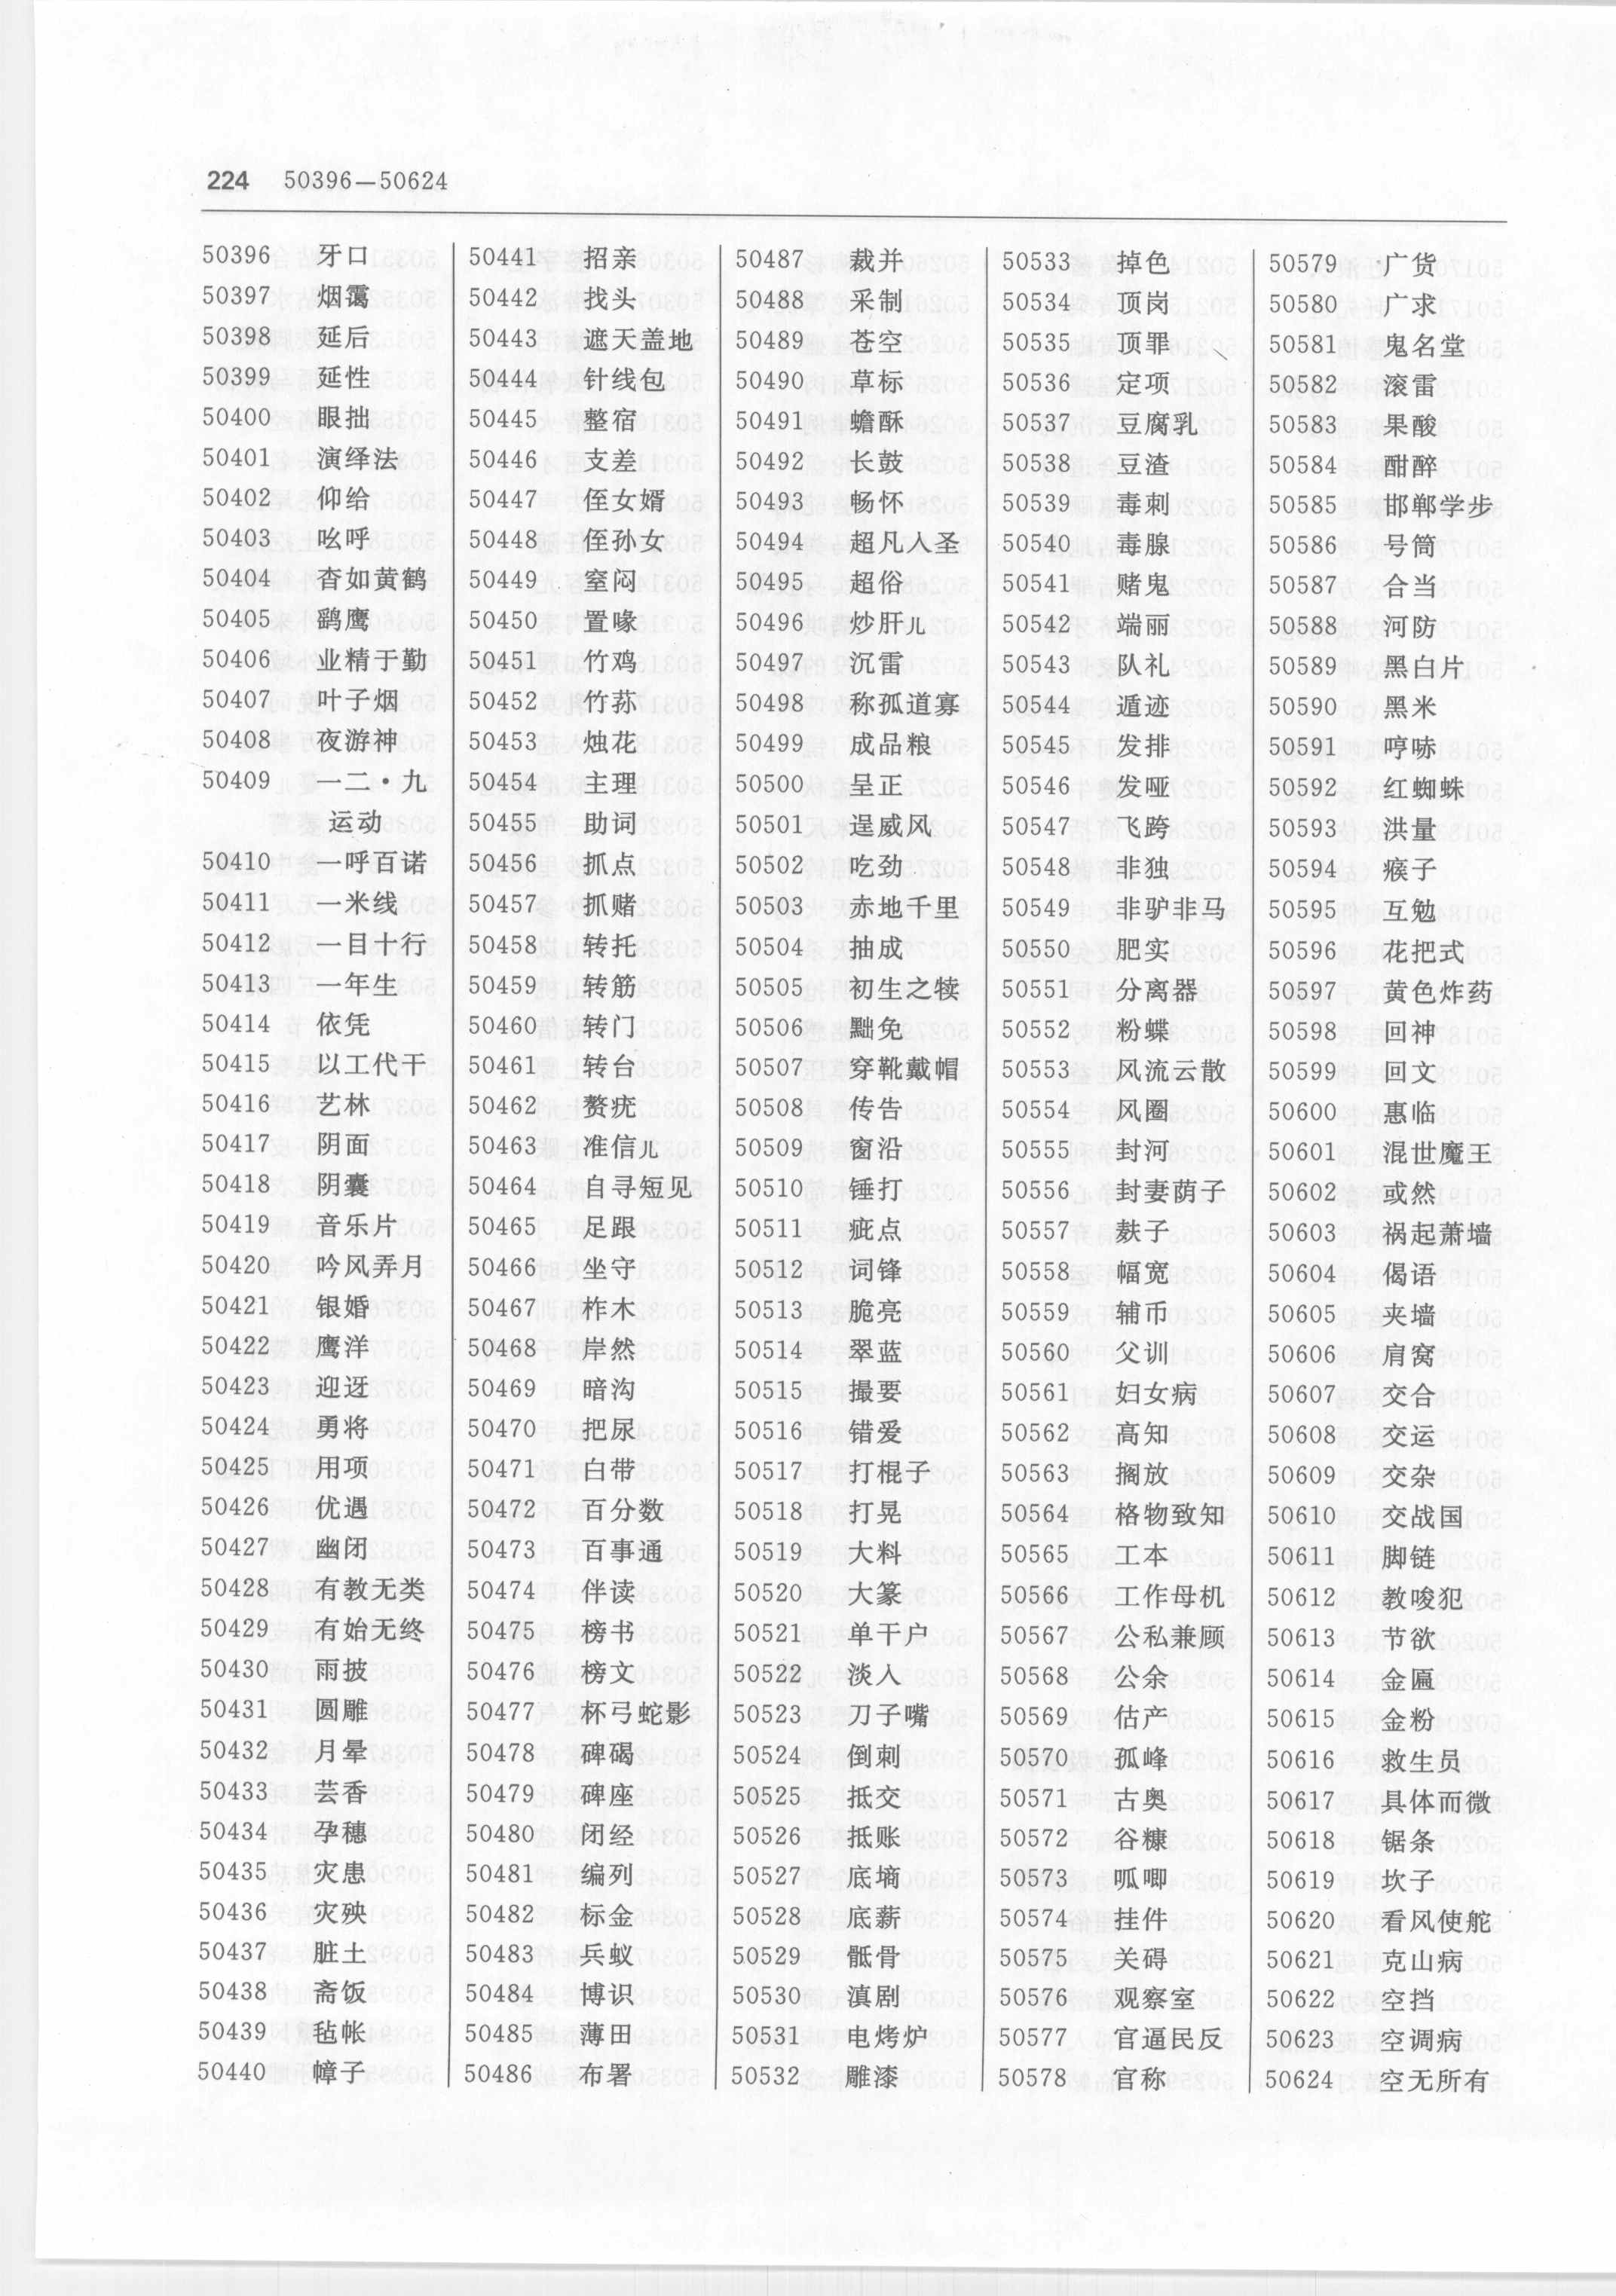 224 50396—50624
50396 牙口
50397 烟霭
50398 延后
50399 延性
50400 眼拙
50401 演绎法
50402 仰给
50403 吆呼
50404 杳如黄鹤
50405 鹞鹰
50406 业精于勤
50407 叶子烟
50408 夜游神
50409 一二·九
运动
50410 一呼百诺
50411 一米线
50412 一目十行
50413 一年生
50414 依凭
50415 以工代干
50416 艺林
50417 阴面
50418 阴囊
50419 音乐片
50420 吟风弄月
50421 银婚
50422 鹰洋
50423 迎迓
50424 勇将
50425 用项
50426 优遇
50427 幽闭
50428 有教无类
50429 有始无终
50430 雨披
50431 圆雕
50432 月晕
50433 芸香
50434 孕穗
50435 灾患
50436 灾殃
50437 脏土
50438 斋饭
50439 毡帐
50440 幛子
50441 招亲
50442 找头
50443 遮天盖地
50444 针线包
50445 整宿
50446 支差
50447 侄女婿
50448 侄孙女
50449 窒闷
50450 置喙
50451 竹鸡
50452 竹荪
50453 烛花
50454 主理
50455 助词
50456 抓点
50457 抓赌
50458 转托
50459 转筋
50460 转门
50461 转台
50462 赘疣
50463 准信儿
50464 自寻短见
50465 足跟
50466 坐守
50467 柞木
50468 岸然
50469 暗沟
50470 把尿
50471 白带
50472 百分数
50473 百事通
50474 伴读
50475 榜书
50476 榜文
50477 杯弓蛇影
50478 碑碣
50479 碑座
50480 闭经
50481 编列
50482 标金
50483 兵蚁
50484 博识
50485 薄田
50486 布署
50487 裁并
50488 采制
50489 苍空
50490 草标
50491 蟾酥
50492 长鼓
50493 畅怀
50494 超凡入圣
50495 超俗
50496 炒肝儿
50497 沉雷
50498 称孤道寡
50499 成品粮
50500 呈正
50501 逞威风
50502 吃劲
50503 赤地千里
50504 抽成
50505 初生之犊
50506 黜免
50507 穿靴戴帽
50508 传告
50509 窗沿
50510 锤打
50511 疵点
50512 词锋
50513 脆亮
50514 翠蓝
50515 撮要
50516 错爱
50517 打棍子
50518 打晃
50519 大料
50520 大篆
50521 单干户
50522 淡入
50523 刀子嘴
50524 倒刺
50525 抵交
50526 抵账
50527 底墒
50528 底薪
50529 骶骨
50530 滇剧
50531 电烤炉
50532 雕漆
50533 掉色
50534 顶岗
50535 顶罪
50536 定项
50537 豆腐乳
50538 豆渣
50539 毒刺
50540 毒腺
50541 赌鬼
50542 端丽
50543 队礼
50544 遁迹
50545 发排
50546 发哑
50547 飞跨
50548 非独
50549 非驴非马
50550 肥实
50551 分离器
50552 粉蝶
50553 风流云散
50554 风圈
50555 封河
50556 封妻荫子
50557 麸子
50558 幅宽
50559 辅币
50560 父训
50561 妇女病
50562 高知
50563 搁放
50564 格物致知
50565 工本
50566 工作母机
50567 公私兼顾
50568 公余
50569 估产
50570 孤峰
50571 古奥
50572 谷糠
50573 呱唧
50574 挂件
50575 关碍
50576 观察室
50577 官逼民反
50578 官称
50579 广货
50580 广求
50581 鬼名堂
50582 滚雷
50583 果酸
50584 酣醉
50585 邯郸学步
50586 号筒
50587 合当
50588 河防
50589 黑白片
50590 黑米
50591 哼哧
50592 红蜘蛛
50593 洪量
50594 瘊子
50595 互勉
50596 花把式
50597 黄色炸药
50598 回神
50599 回文
50600 惠临
50601 混世魔王
50602 或然
50603 祸起萧墙
50604 偈语
50605 夹墙
50606 肩窝
50607 交合
50608 交运
50609 交杂
50610 交战国
50611 脚链
50612 教唆犯
50613 节欲
50614 金匾
50615 金粉
50616 救生员
50617 具体而微
50618 锯条
50619 坎子
50620 看风使舵
50621 克山病
50622 空挡
50623 空调病
50624 空无所有